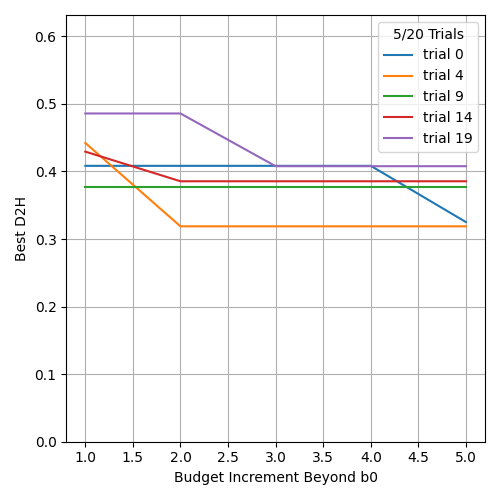 5/20 Trials
trial 0
trial 4
trial 9
trial 14
trial 19
Best D2H
0.6
0.5
0.4
0.3
0.2
0.1
0.0
1.0 1.5 2.0 2.5 3.0 3.5 4.0 4.5 5.0
Budget Increment Beyond b0